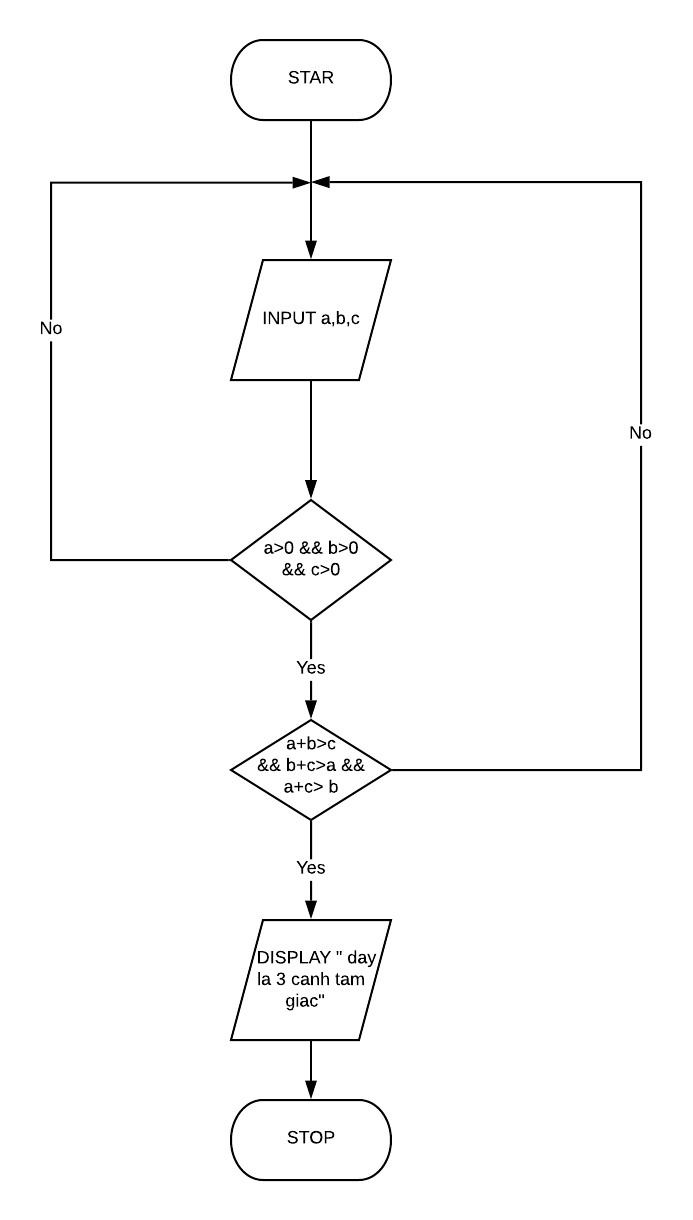 STAR
INPUT a,b,c
No
No
a>0 && b>0
&& c>0
Yes
a+b>c
&& b+c>a &&
a+c> b
Yes
DISPLAY " day
la 3 canh tam
giac"
STOP